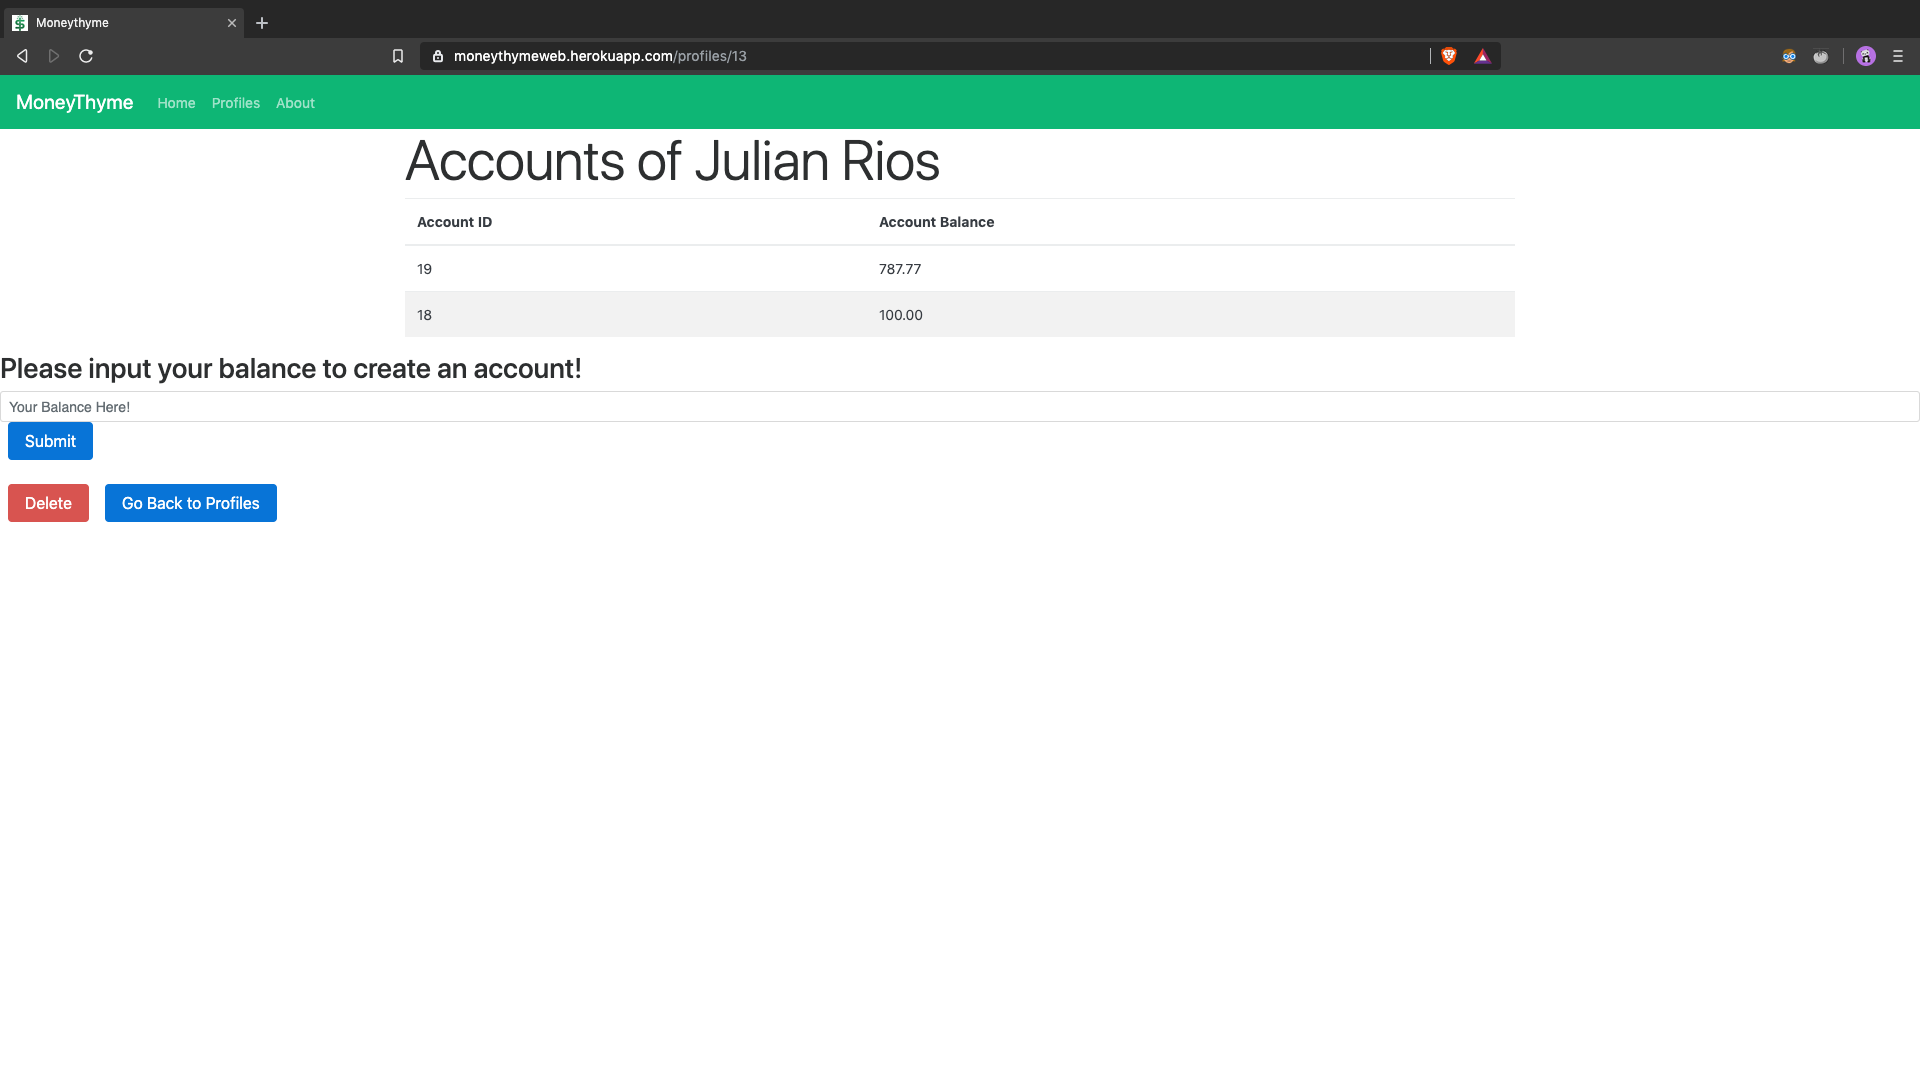 Moneythyme
moneythymeweb.herokuapp.com/profiles/13
MoneyThyme Home Profiles About
Accounts of Julian Rios
Account ID Account Balance
19 787.77
18 100.00
Please input your balance to create an account!
Your Balance Here!
Submit
Delete Go Back to Profiles